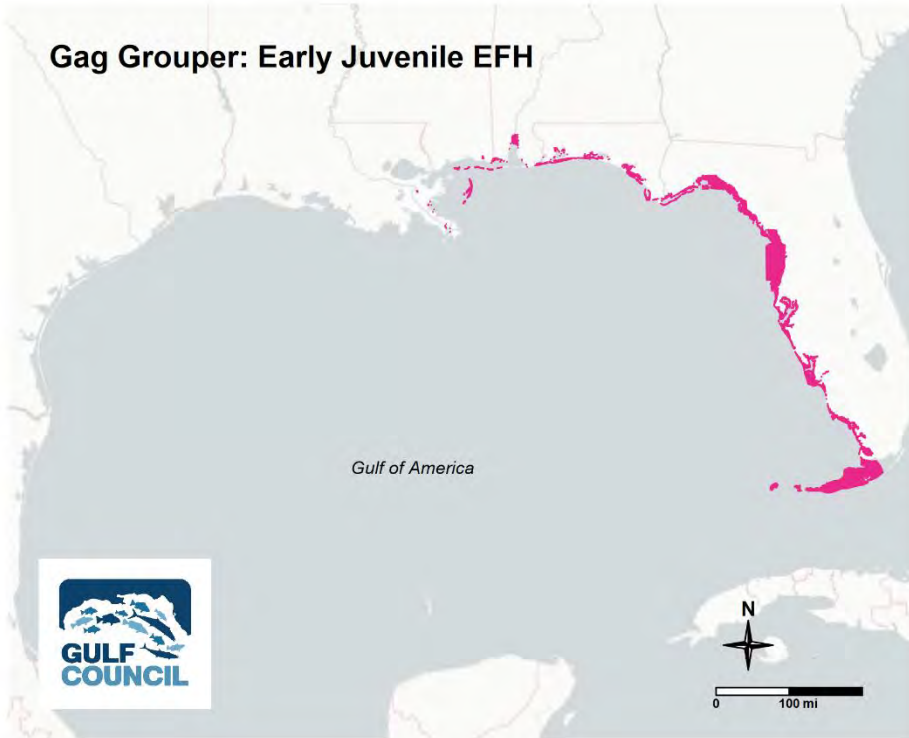 Gag Grouper: Early Juvenile EFH
Gulf of America
GULF
COUNCIL
N
0 100 mi